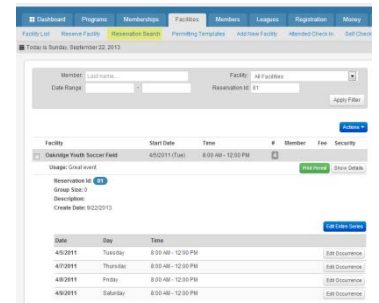 Dashboard Programs Memberships Facilities Members Leagues Registration Money
Facility List Reserve Facility Reservation Search Permitting Templates Add New Facility Attended Check In Self Check
Today is Sunday, September 22, 2013
Member Last name... Facility All Facilities
Date Range - Reservation Id 81
Apply Filter
Actions
Facility Start Date Time # Member Fee Security
Oakridge Youth Soccer Field 4/5/2011 (Tue) 8:00 AM - 12:00 PM 4
Usage: Great event Print Permit Show Details
Reservation Id: 81
Group Size: 0
Description:
Create Date: 9/22/2013
Edit Entire Series
Date Day Time
4/5/2011 Tuesday 8:00 AM - 12:00 PM Edit Occurrence
4/7/2011 Thursday 8:00 AM - 12:00 PM Edit Occurrence
4/8/2011 Friday 8:00 AM - 12:00 PM Edit Occurrence
4/9/2011 Saturday 8:00 AM - 12:00 PM Edit Occurrence